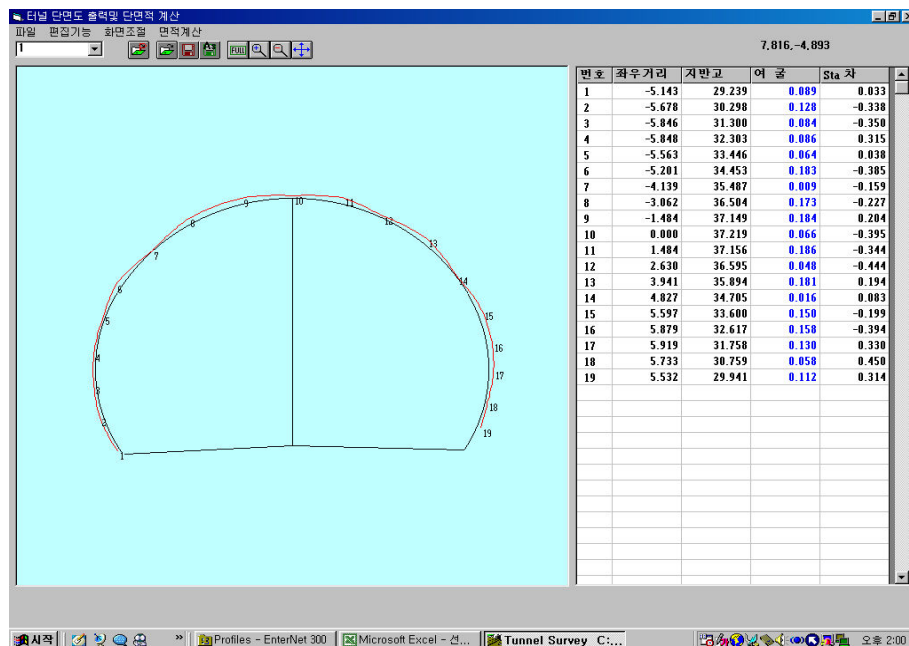 터널 단면도 출력및 단면적 계산
파일 편집기능 화면조절 면적계산
1
FULL
7,816,-4,893
번호 좌우거리 지반고 여 굴 Sta 차
1 -5.143 29.239 0.089 0.033
2 -5.678 30.298 0.128 -0.338
3 -5.846 31.300 0.084 -0.350
4 -5.848 32.303 0.086 0.315
5 -5.563 33.446 0.064 0.038
6 -5.201 34.453 0.183 -0.385
7 -4.139 35.487 0.009 -0.159
8 -3.062 36.504 0.173 -0.227
9 -1.484 37.149 0.184 0.204
10 0.000 37.219 0.066 -0.395
11 1.484 37.156 0.186 -0.344
12 2.630 36.595 0.048 -0.444
13 3.941 35.894 0.181 0.194
14 4.827 34.705 0.016 0.083
15 5.597 33.600 0.150 -0.199
16 5.879 32.617 0.158 -0.394
17 5.919 31.758 0.130 0.330
18 5.733 30.759 0.058 0.450
19 5.532 29.941 0.112 0.314
1
2
3
4
5
6
7
8
9
10
11
12
13
14
15
16
17
18
19
시작 » Profiles - EnterNet 300 Microsoft Excel - 선... Tunnel Survey C:... 오후 2:00